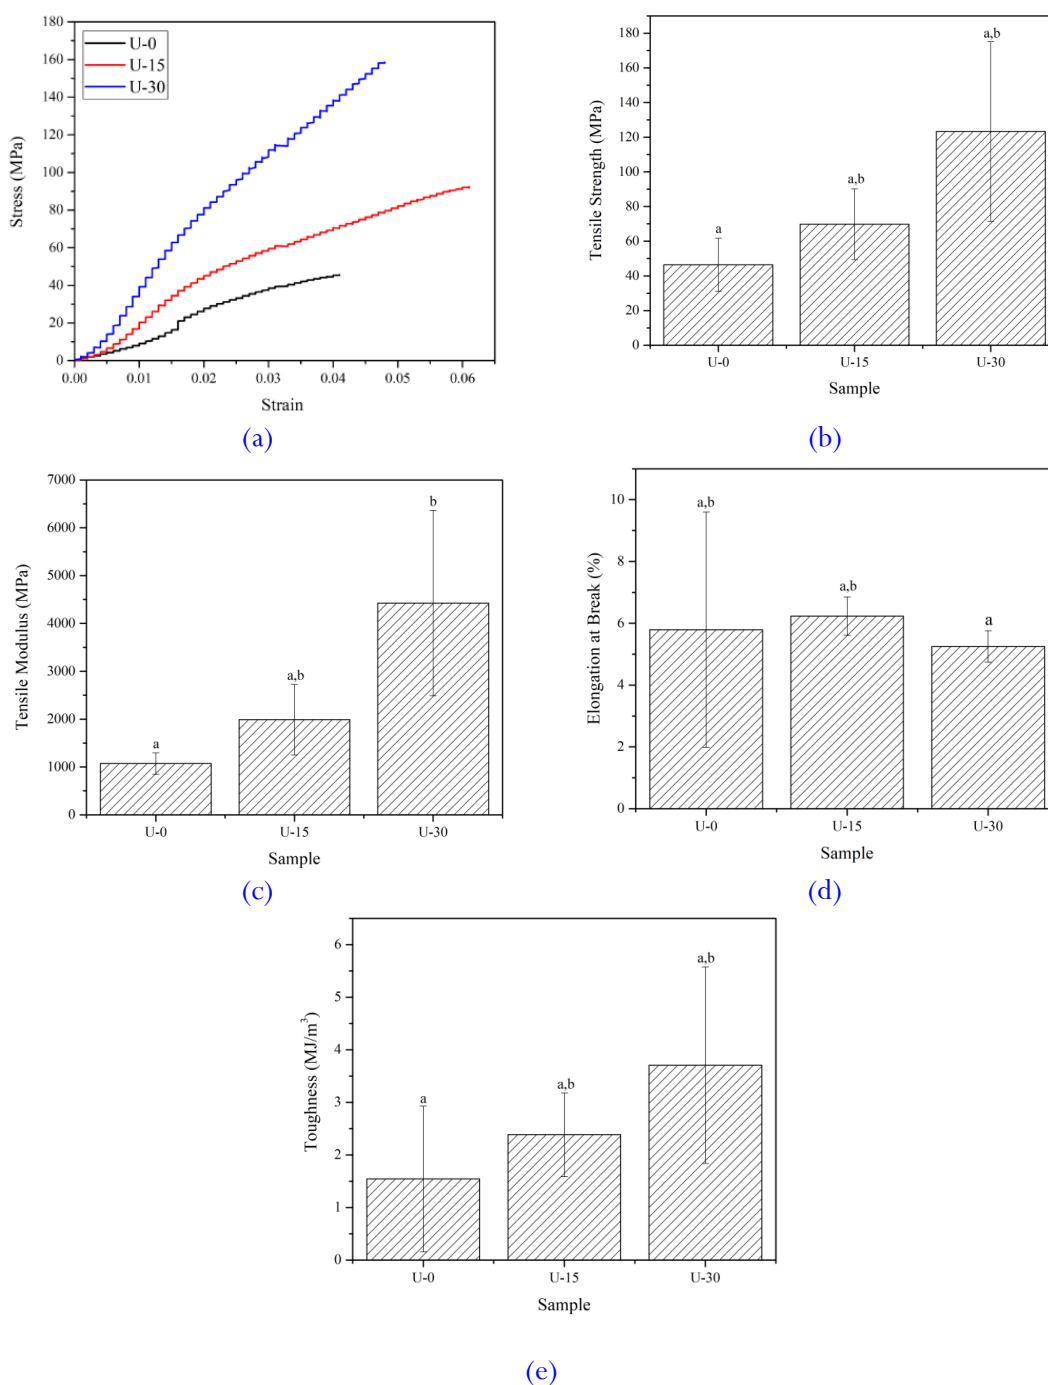 180
160
140
120
100
80
60
40
20
0
Stress (MPa)
U-0
U-15
U-30
0.00 0.01 0.02 0.03 0.04 0.05 0.06
Strain
(a)
180
160
140
120
100
80
60
40
20
0
Tensile Strength (MPa)
a
a,b
a,b
U-0 U-15 U-30
Sample
(b)
7000
6000
5000
4000
3000
2000
1000
0
Tensile Modulus (MPa)
a
a,b
b
U-0 U-15 U-30
Sample
(c)
10
8
6
4
2
0
Elongation at Break (%)
a,b
a,b
a
U-0 U-15 U-30
Sample
(d)
6
5
4
3
2
1
0
Toughness (MJ/m³)
a
a,b
a,b
U-0 U-15 U-30
Sample
(e)